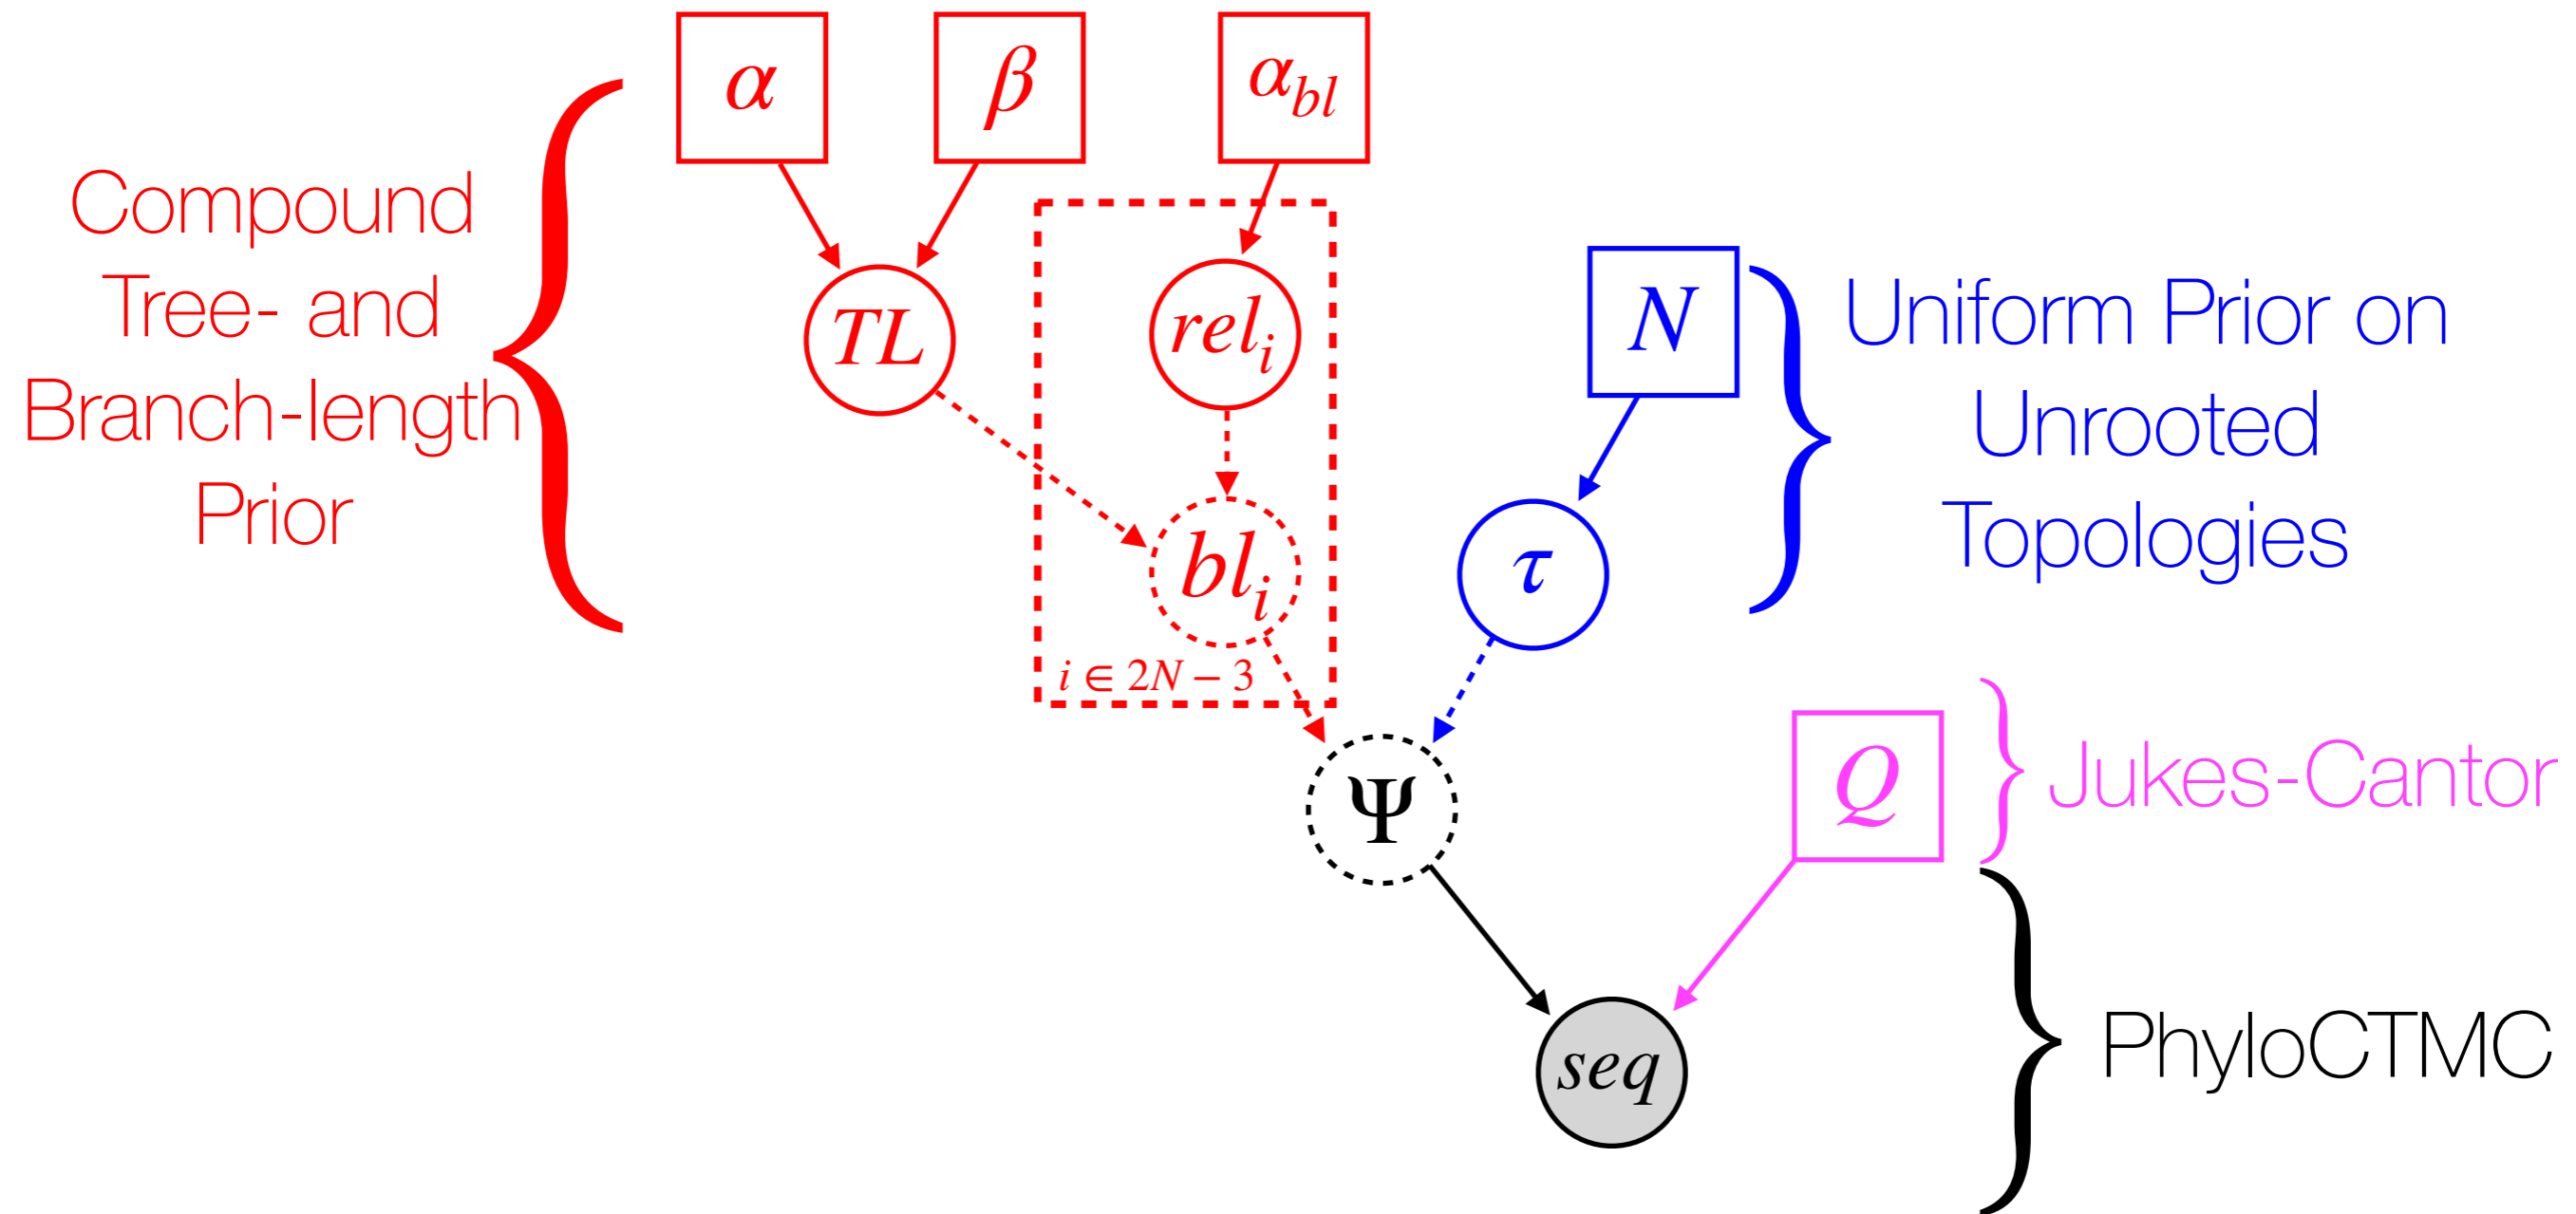 α
β
α_bl
Compound
Tree- and
Branch-length
Prior
TL
rel_i
bl_i
i ∈ 2N − 3
N
τ
Uniform Prior on
Unrooted
Topologies
Ψ
Q
Jukes-Cantor
seq
PhyloCTMC